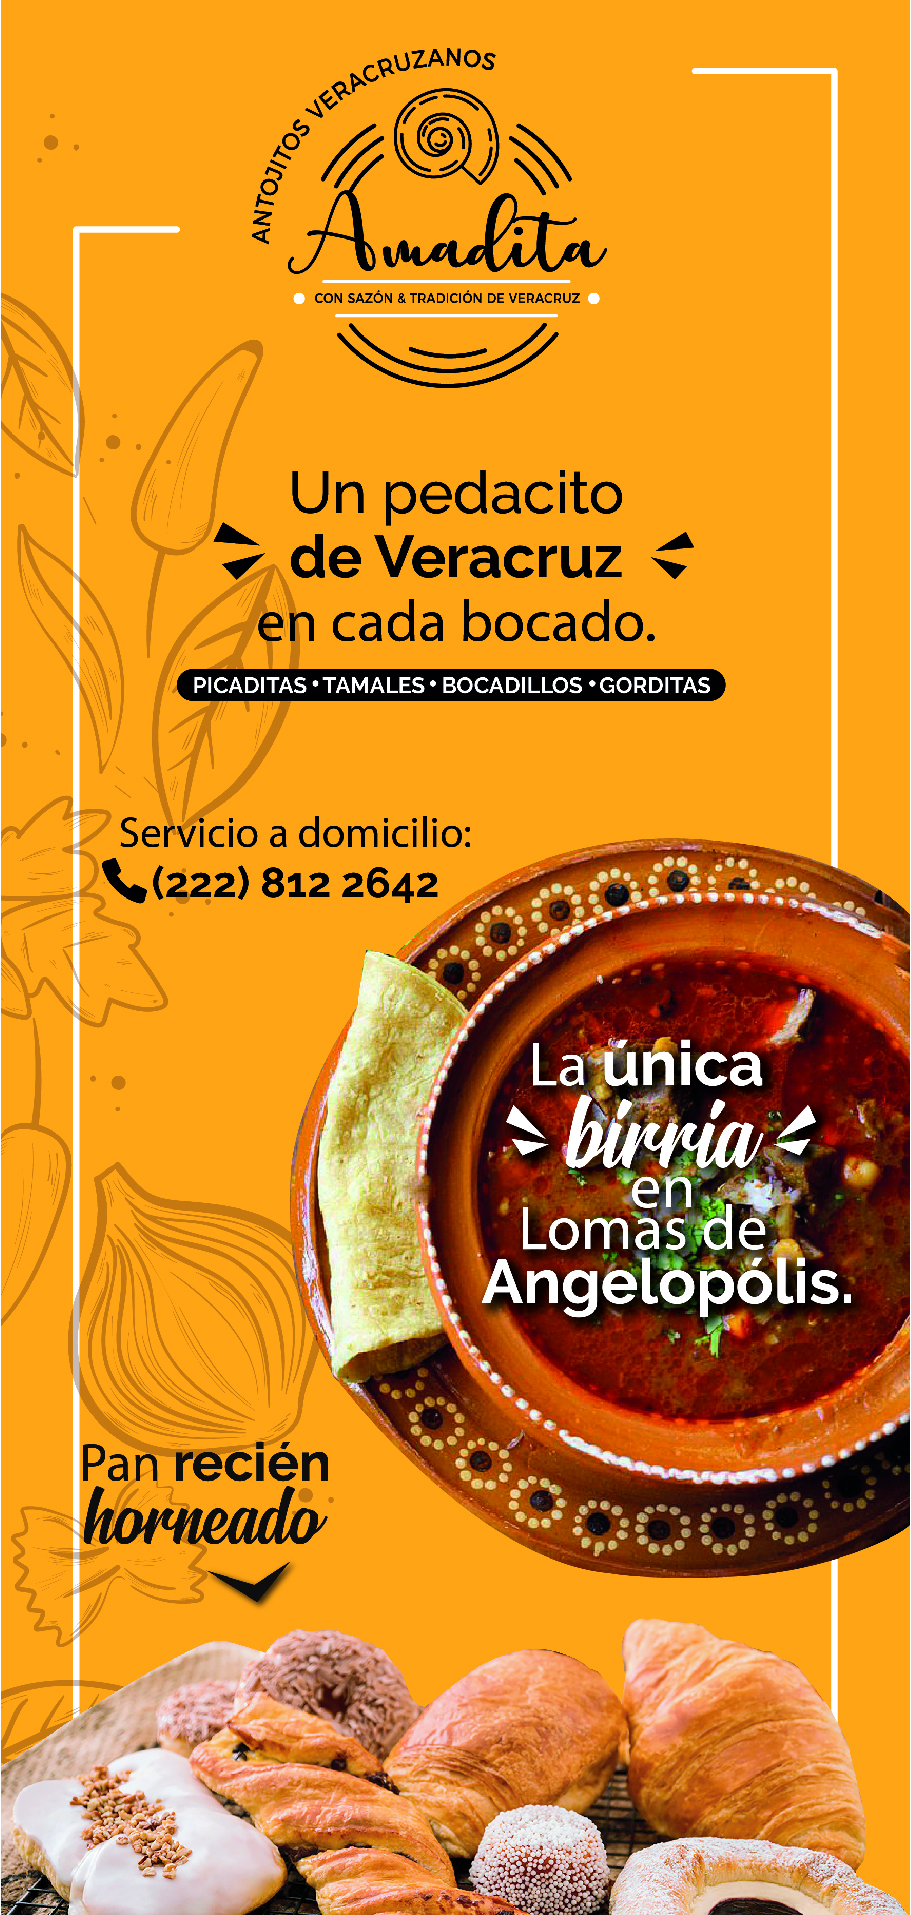 ANTOJITOS VERACRUZANOS
Amadita
CON SAZÓN & TRADICIÓN DE VERACRUZ
Un pedacito
de Veracruz
en cada bocado.
PICADITAS • TAMALES • BOCADILLOS • GORDITAS
Servicio a domicilio:
(222) 812 2642
La única
birria
en
Lomas de
Angelopólis.
Pan recién
horneado